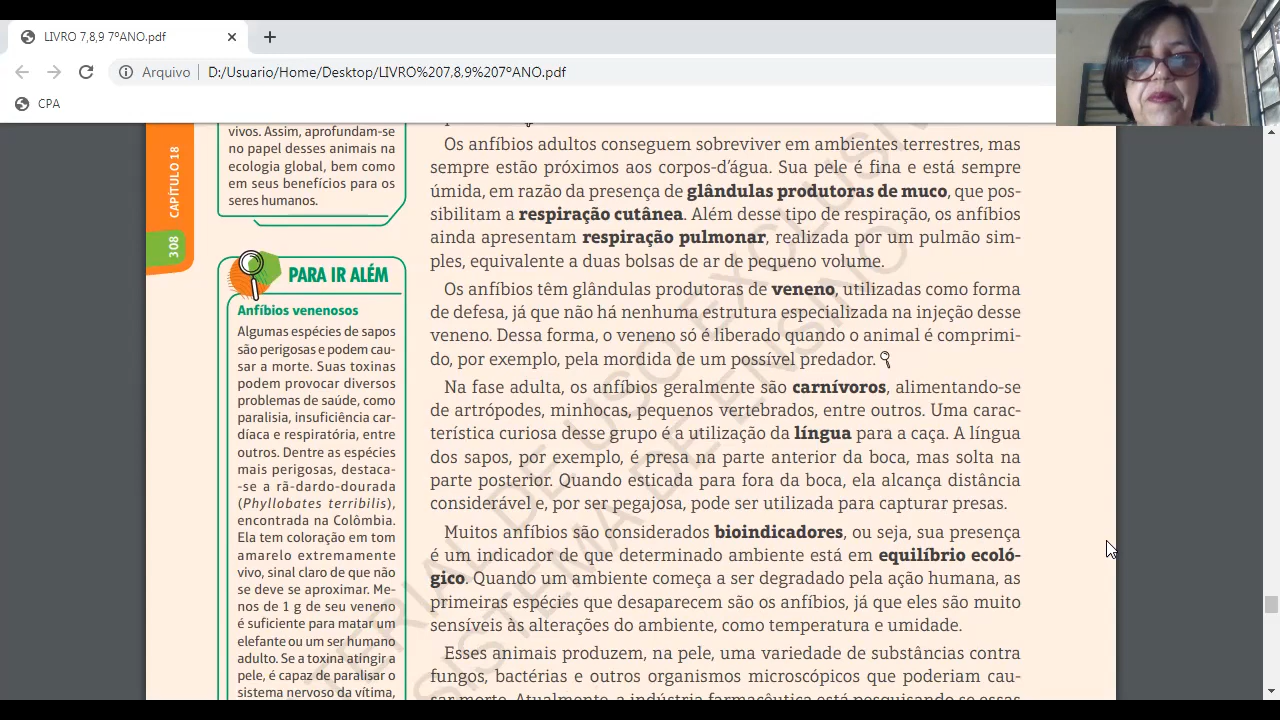 LIVRO 7,8,9 7ºANO.pdf
Arquivo
D:/Usuario/Home/Desktop/LIVRO%207,8,9%207ºANO.pdf
CPA
CAPÍTULO 18
308
vivos. Assim, aprofundam-se
no papel desses animais na
ecologia global, bem como
em seus benefícios para os
seres humanos.
PARA IR ALÉM
Anfíbios venenosos
Algumas espécies de sapos
são perigosas e podem cau-
sar a morte. Suas toxinas
podem provocar diversos
problemas de saúde, como
paralisia, insuficiência car-
díaca e respiratória, entre
outros. Dentre as espécies
mais perigosas, destaca-
-se a rã-dardo-dourada
(Phyllobates terribilis),
encontrada na Colômbia.
Ela tem coloração em tom
amarelo extremamente
vivo, sinal claro de que não
se deve se aproximar. Me-
nos de 1 g de seu veneno
é suficiente para matar um
elefante ou um ser humano
adulto. Se a toxina atingir a
pele, é capaz de paralisar o
sistema nervoso da vítima,
Os anfíbios adultos conseguem sobreviver em ambientes terrestres, mas
sempre estão próximos aos corpos-d'água. Sua pele é fina e está sempre
úmida, em razão da presença de glândulas produtoras de muco, que pos-
sibilitam a respiração cutânea. Além desse tipo de respiração, os anfíbios
ainda apresentam respiração pulmonar, realizada por um pulmão sim-
ples, equivalente a duas bolsas de ar de pequeno volume.
Os anfíbios têm glândulas produtoras de veneno, utilizadas como forma
de defesa, já que não há nenhuma estrutura especializada na injeção desse
veneno. Dessa forma, o veneno só é liberado quando o animal é comprimi-
do, por exemplo, pela mordida de um possível predador.
Na fase adulta, os anfíbios geralmente são carnívoros, alimentando-se
de artrópodes, minhocas, pequenos vertebrados, entre outros. Uma carac-
terística curiosa desse grupo é a utilização da língua para a caça. A língua
dos sapos, por exemplo, é presa na parte anterior da boca, mas solta na
parte posterior. Quando esticada para fora da boca, ela alcança distância
considerável e, por ser pegajosa, pode ser utilizada para capturar presas.
Muitos anfíbios são considerados bioindicadores, ou seja, sua presença
é um indicador de que determinado ambiente está em equilíbrio ecoló-
gico. Quando um ambiente começa a ser degradado pela ação humana, as
primeiras espécies que desaparecem são os anfíbios, já que eles são muito
sensíveis às alterações do ambiente, como temperatura e umidade.
Esses animais produzem, na pele, uma variedade de substâncias contra
fungos, bactérias e outros organismos microscópicos que poderiam cau-
sar morte. Atualmente, a indústria farmacêutica está pesquisando se essas